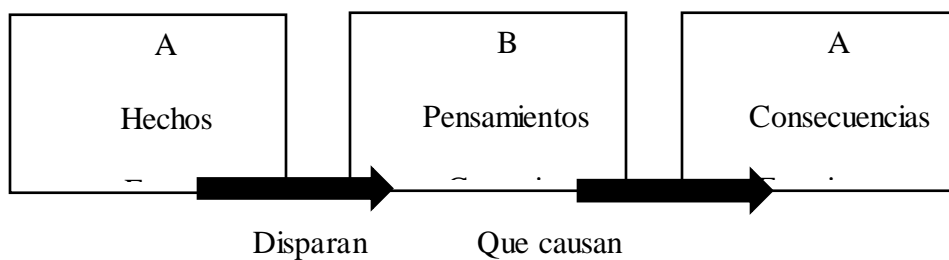 A
Hechos
B
Pensamientos
A
Consecuencias
Disparan
Que causan